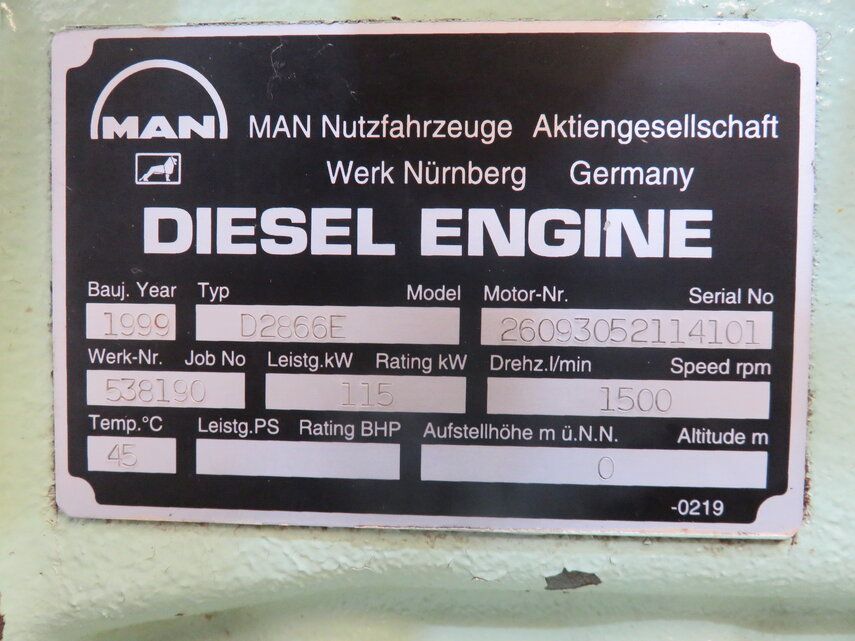 MAN MAN Nutzfahrzeuge Aktiengesellschaft
Werk Nürnberg Germany
DIESEL ENGINE
Bauj. Year Typ Model Motor-Nr. Serial No
1999 D2866E 26093052114101
Werk-Nr. Job No Leistg.kW Rating kW Drehz.l/min Speed rpm
538190 115 1500
Temp.°C Leistg.PS Rating BHP Aufstellhöhe m ü.N.N. Altitude m
45 0
-0219